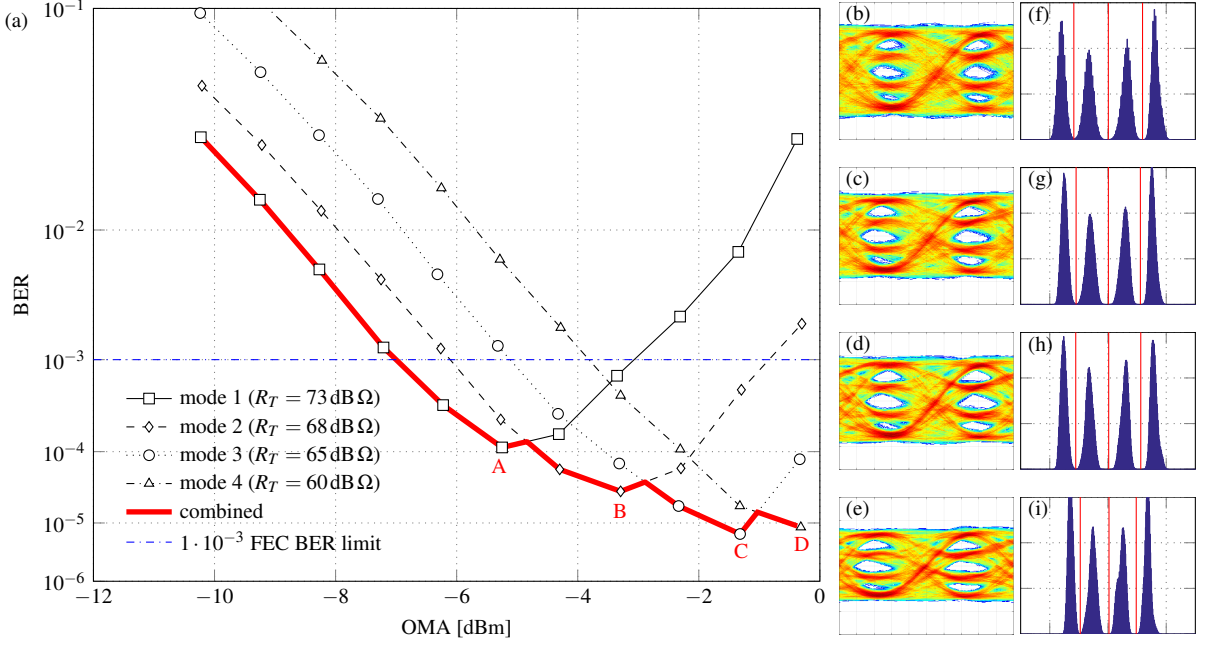 (a)
10⁻¹
10⁻²
10⁻³
10⁻⁴
10⁻⁵
10⁻⁶
BER
mode 1 (R_T = 73 dB Ω)
mode 2 (R_T = 68 dB Ω)
mode 3 (R_T = 65 dB Ω)
mode 4 (R_T = 60 dB Ω)
combined
1 · 10⁻³ FEC BER limit
A
B
C
D
−12
−10
−8
−6
−4
−2
0
OMA [dBm]
(b)
(f)
(c)
(g)
(d)
(h)
(e)
(i)